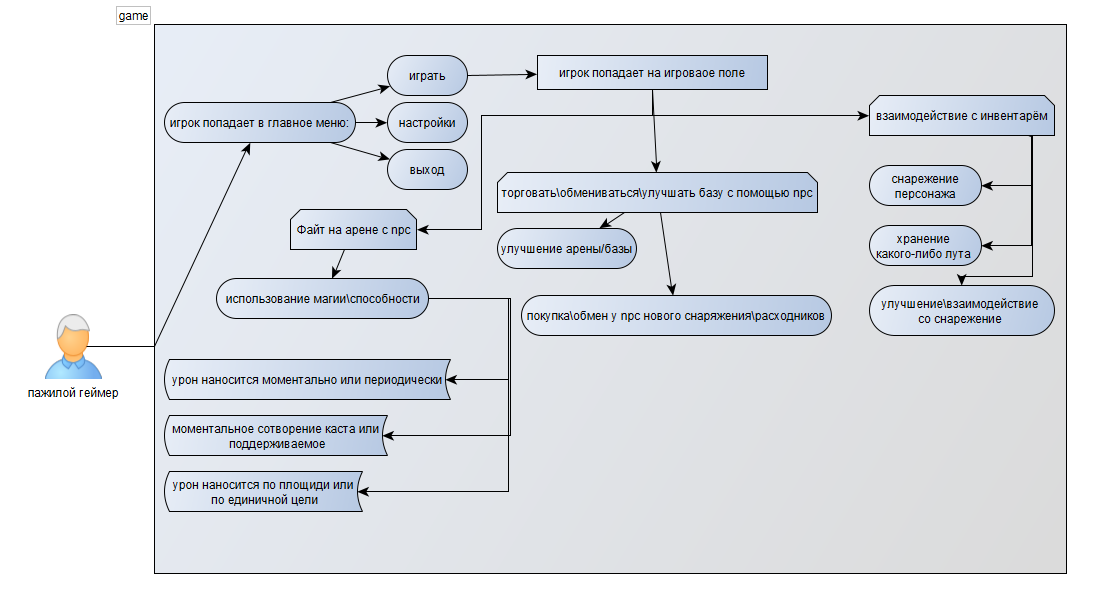 game
играть
игрок попадает на игроваое поле
игрок попадает в главное меню:
настройки
выход
взаимодействие с инвентарём
торговать\обмениваться\улучшать базу с помощью npc
снарежение
персонажа
Файт на арене с npc
улучшение арены/базы
хранение
какого-либо лута
использование магии\способности
покупка\обмен у npc нового снаряжения\расходников
улучшение\взаимодействие
со снарежение
пажилой геймер
урон наносится моментально или периодически
моментальное сотворение каста или
поддерживаемое
урон наносится по площиди или
по единичной цели